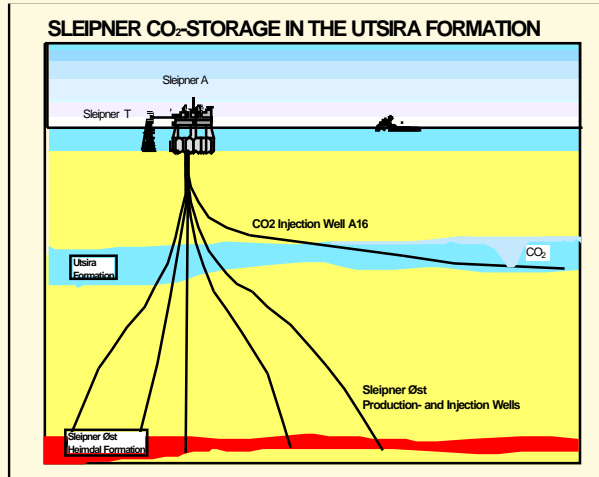 SLEIPNER CO₂-STORAGE IN THE UTSIRA FORMATION
Sleipner A
Sleipner T
CO2 Injection Well A16
Utsira
Formation
CO₂
Sleipner Øst
Production- and Injection Wells
Sleipner Øst
Heimdal Formation